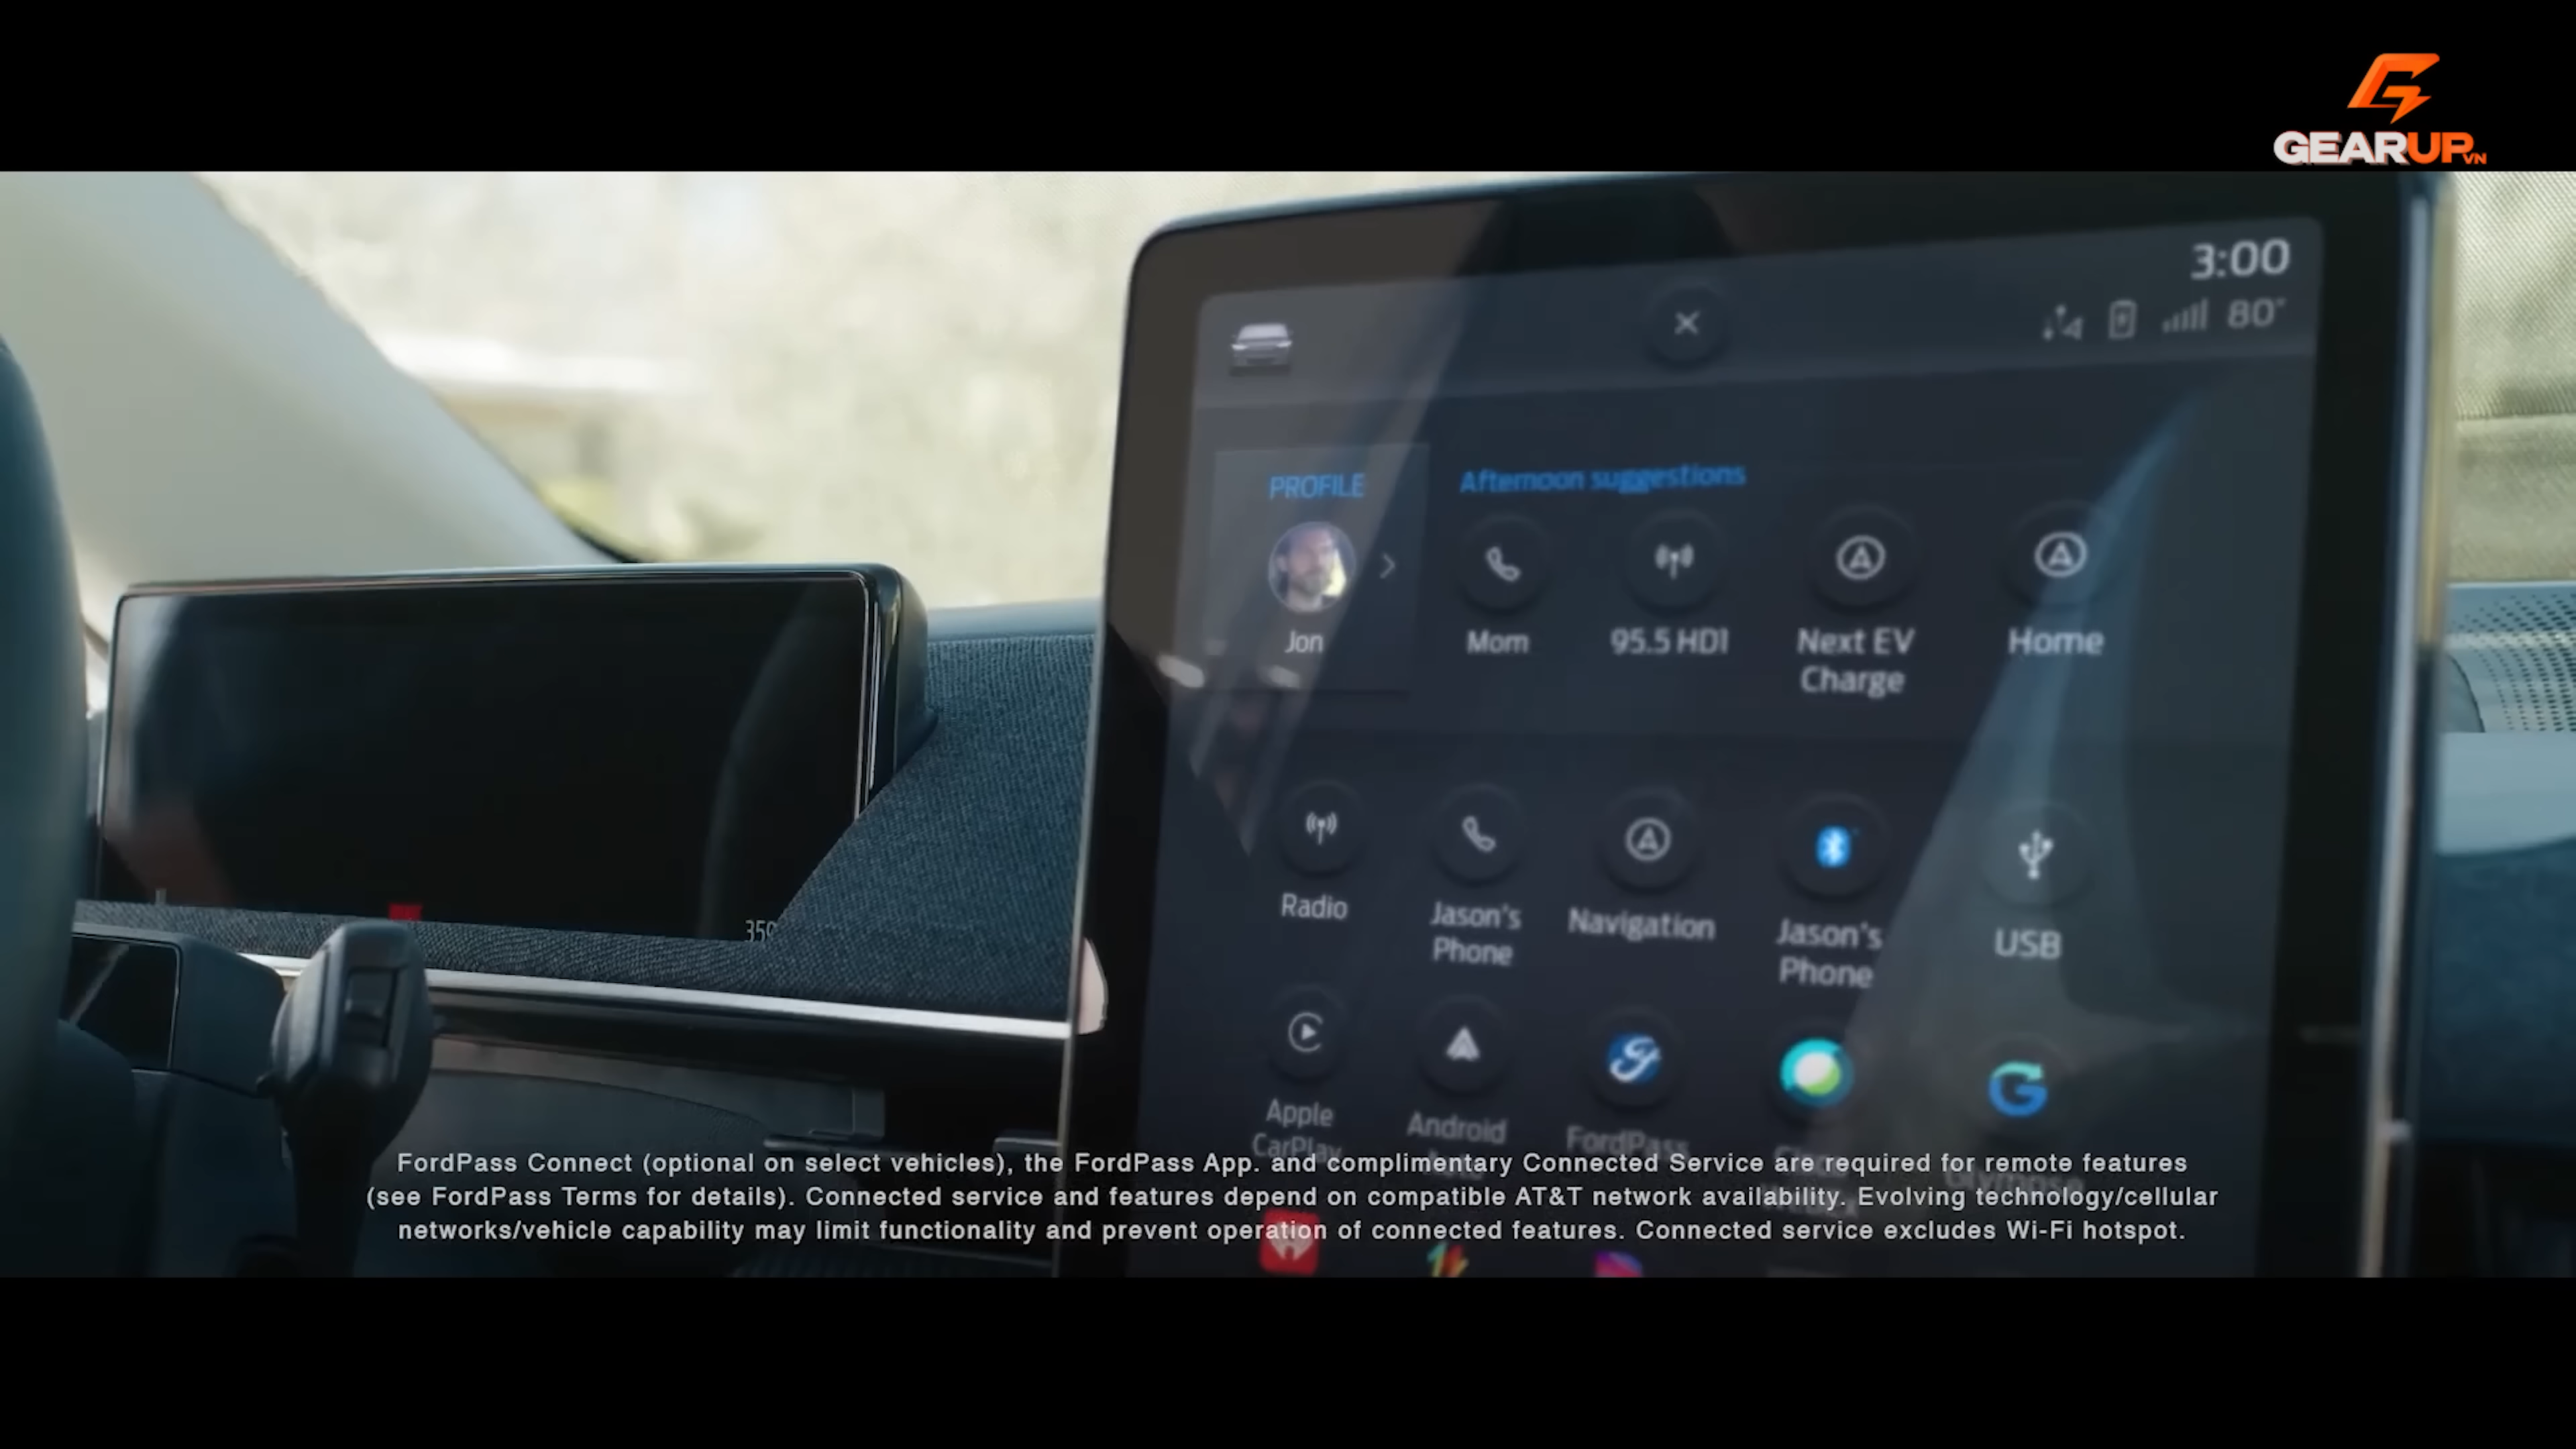 GEARUP VN
3:00
80°
PROFILE
Afternoon suggestions
Jon
Mom
95.5 HD1
Next EV
Charge
Home
Radio
Jason's
Phone
Navigation
Jason's
Phone
USB
Apple
CarPlay
Android
FordPass
350
FordPass Connect (optional on select vehicles), the FordPass App. and complimentary Connected Service are required for remote features
(see FordPass Terms for details). Connected service and features depend on compatible AT&T network availability. Evolving technology/cellular
networks/vehicle capability may limit functionality and prevent operation of connected features. Connected service excludes Wi-Fi hotspot.